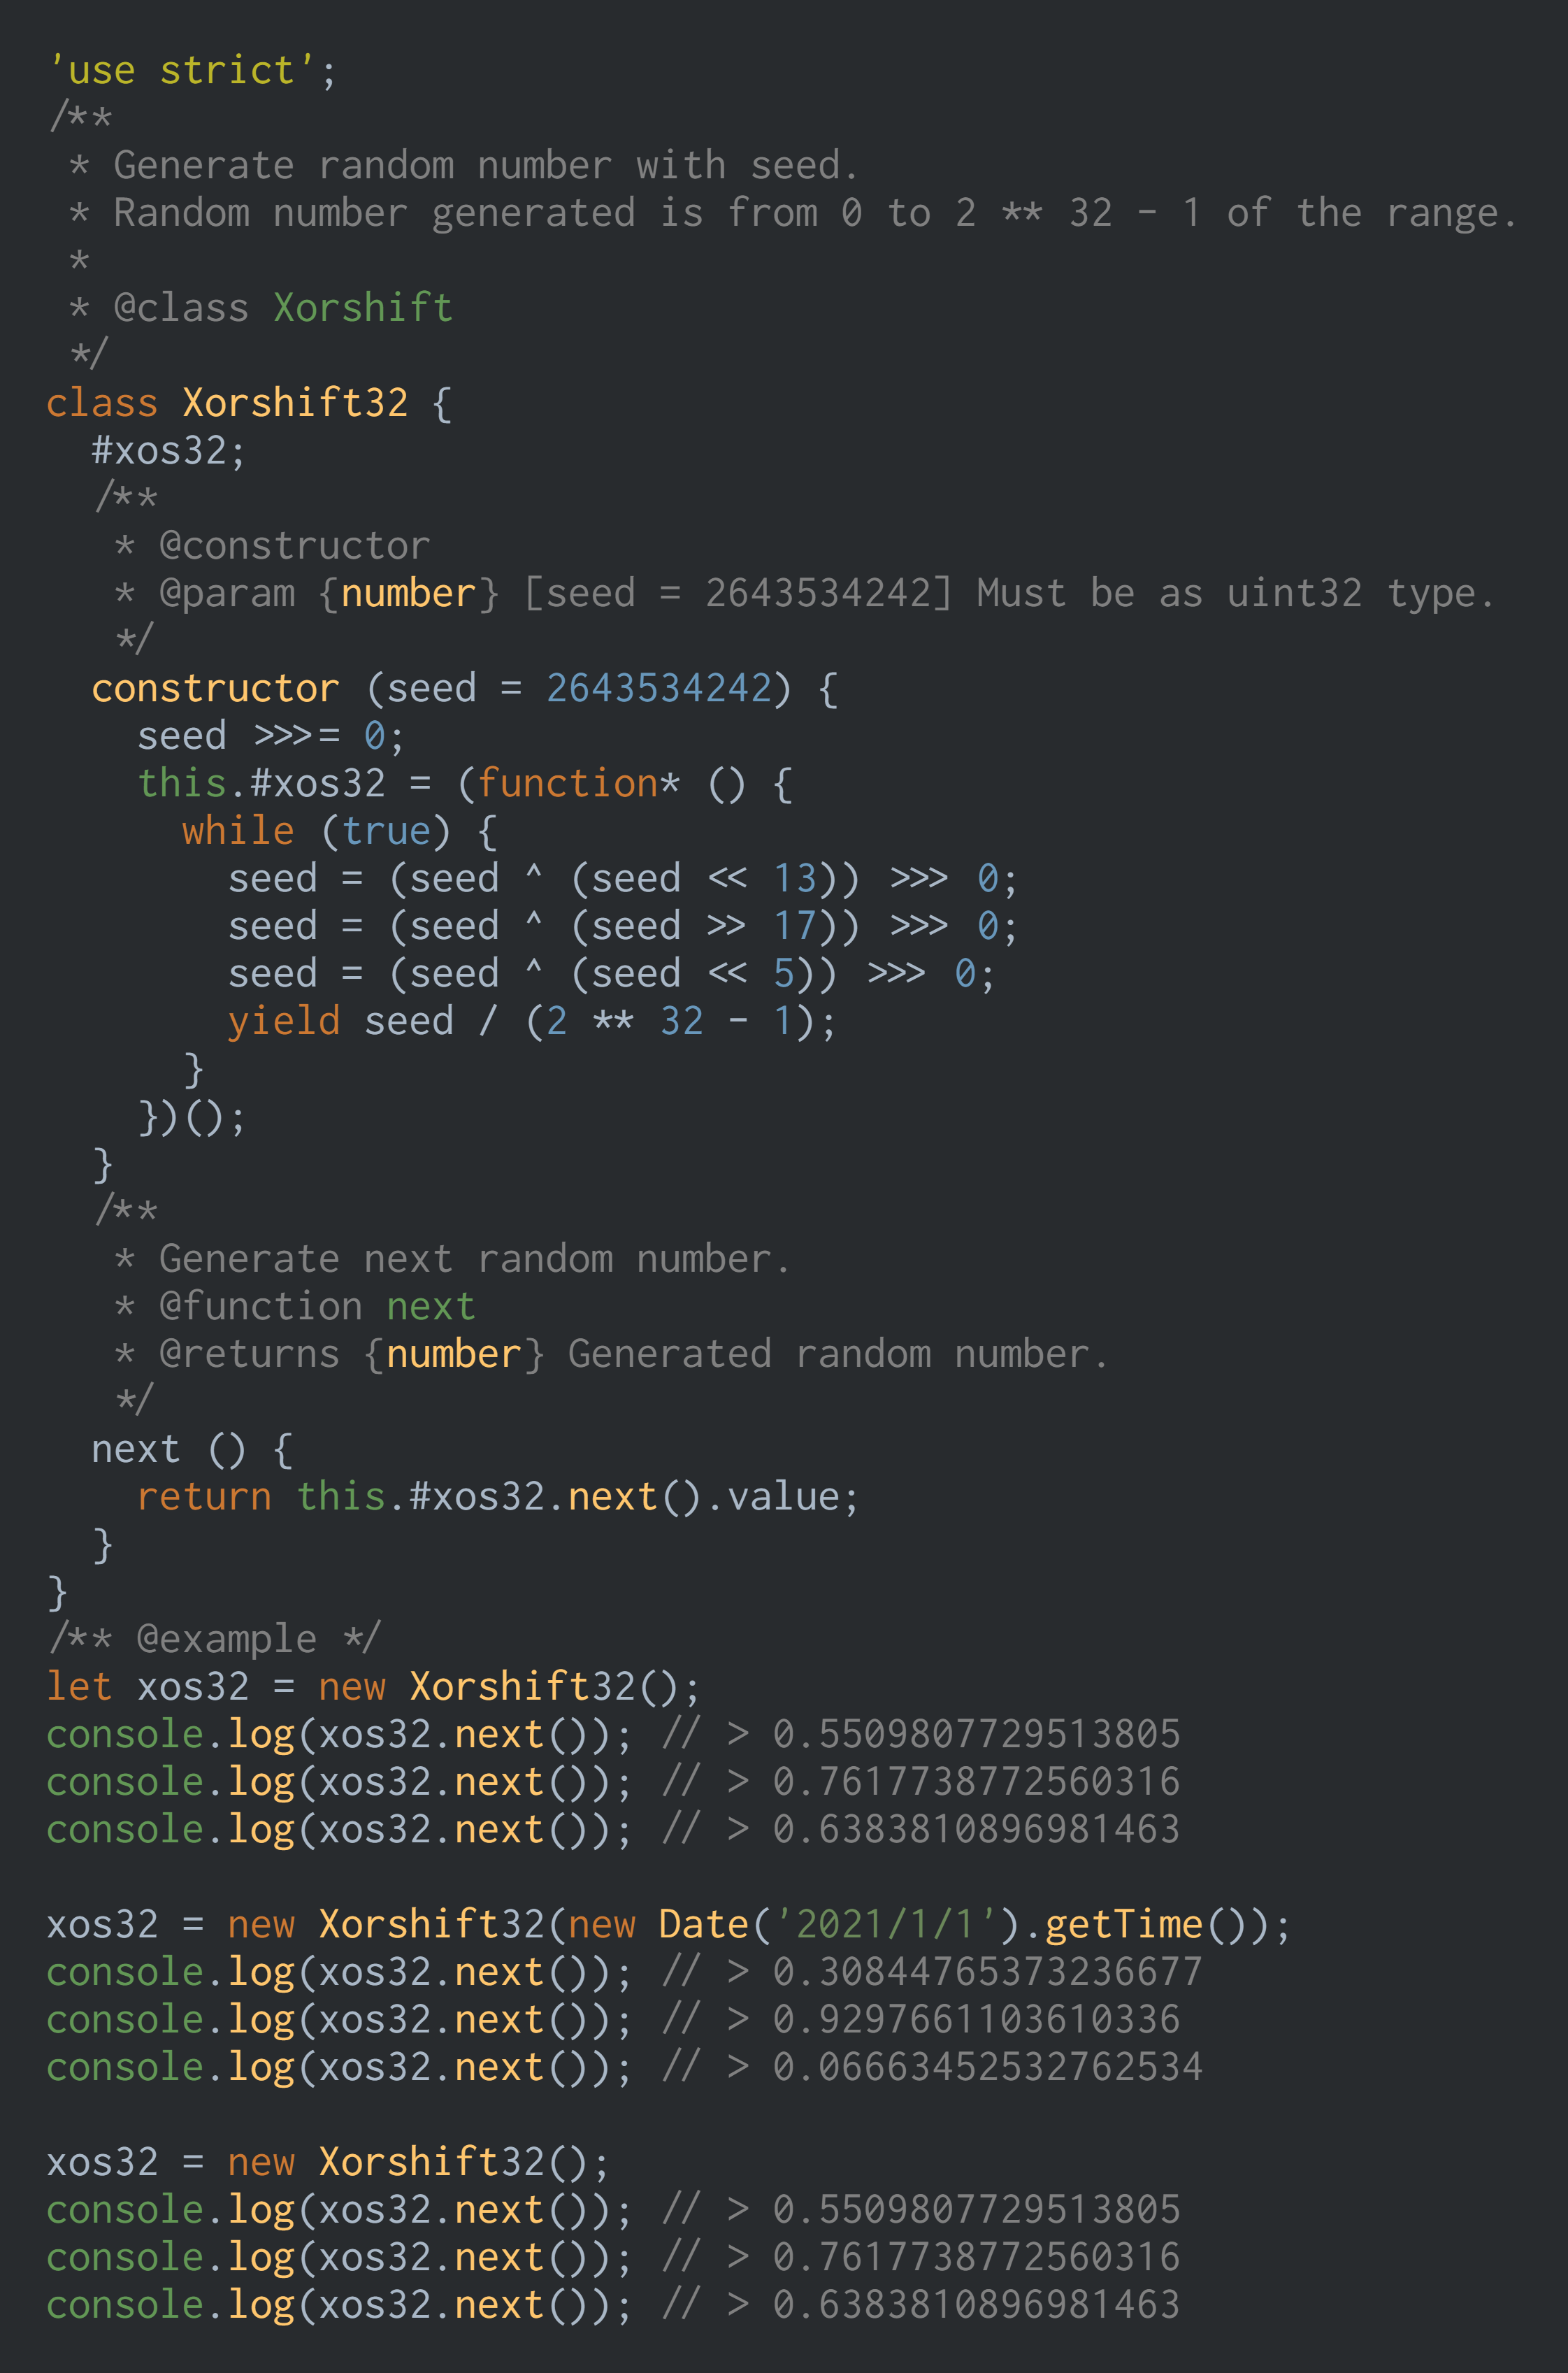 'use strict';
/**
 * Generate random number with seed.
 * Random number generated is from 0 to 2 ** 32 - 1 of the range.
 *
 * @class Xorshift
 */
class Xorshift32 {
  #xos32;
  /**
   * @constructor
   * @param {number} [seed = 2643534242] Must be as uint32 type.
   */
  constructor (seed = 2643534242) {
    seed >>>= 0;
    this.#xos32 = (function* () {
      while (true) {
        seed = (seed ^ (seed << 13)) >>> 0;
        seed = (seed ^ (seed >> 17)) >>> 0;
        seed = (seed ^ (seed << 5)) >>> 0;
        yield seed / (2 ** 32 - 1);
      }
    })();
  }
  /**
   * Generate next random number.
   * @function next
   * @returns {number} Generated random number.
   */
  next () {
    return this.#xos32.next().value;
  }
}
/** @example */
let xos32 = new Xorshift32();
console.log(xos32.next()); // > 0.5509807729513805
console.log(xos32.next()); // > 0.7617738772560316
console.log(xos32.next()); // > 0.6383810896981463

xos32 = new Xorshift32(new Date('2021/1/1').getTime());
console.log(xos32.next()); // > 0.30844765373236677
console.log(xos32.next()); // > 0.9297661103610336
console.log(xos32.next()); // > 0.06663452532762534

xos32 = new Xorshift32();
console.log(xos32.next()); // > 0.5509807729513805
console.log(xos32.next()); // > 0.7617738772560316
console.log(xos32.next()); // > 0.6383810896981463